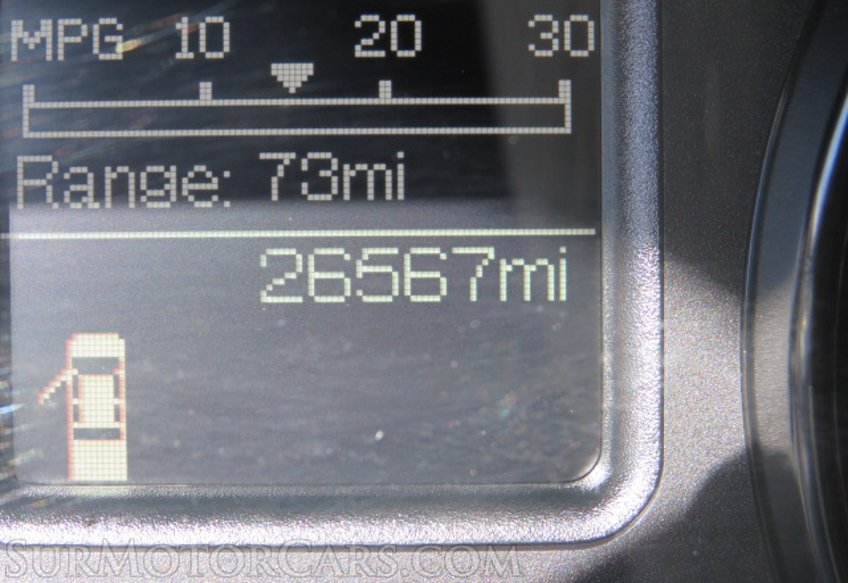 MPG 10 20 30
Range: 73mi
26567mi
SurMotorCars.com